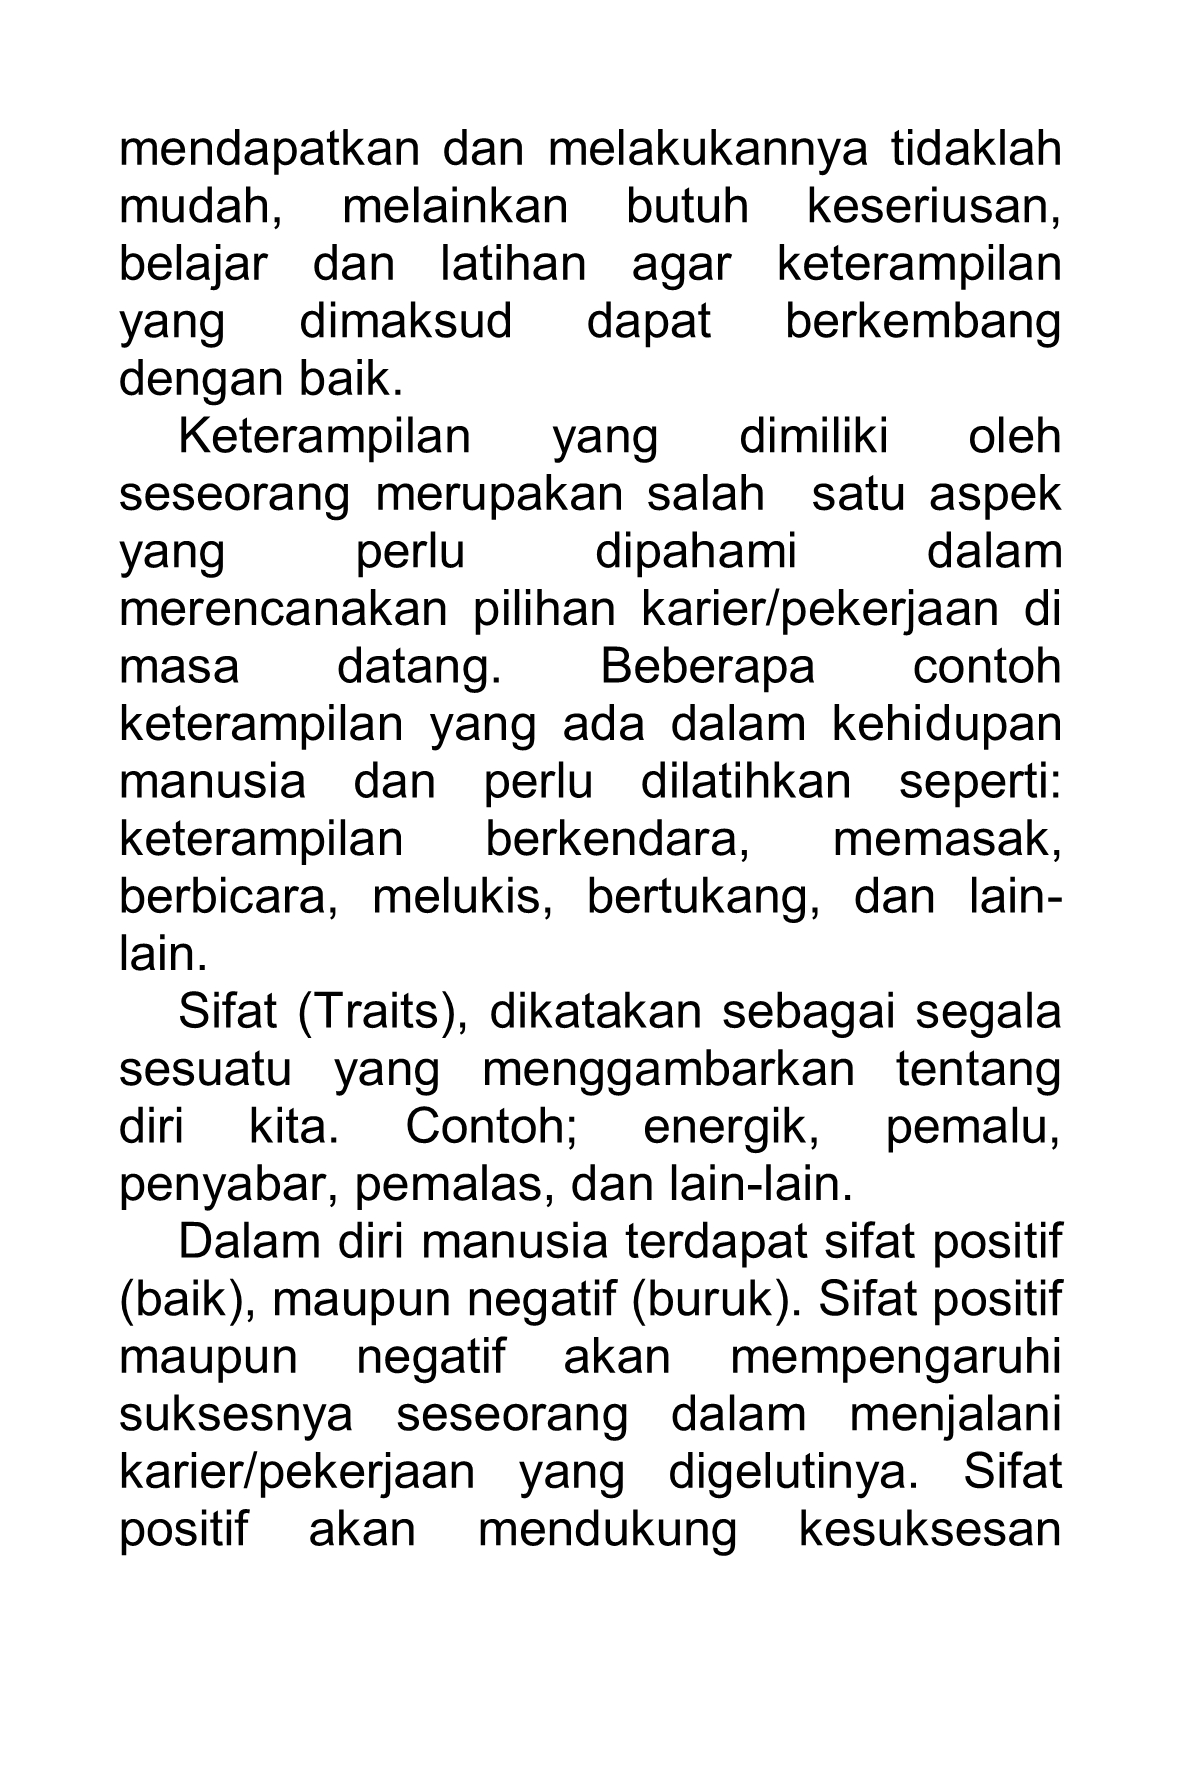 mendapatkan dan melakukannya tidaklah
mudah, melainkan butuh keseriusan,
belajar dan latihan agar keterampilan
yang dimaksud dapat berkembang
dengan baik.
Keterampilan yang dimiliki oleh
seseorang merupakan salah satu aspek
yang perlu dipahami dalam
merencanakan pilihan karier/pekerjaan di
masa datang. Beberapa contoh
keterampilan yang ada dalam kehidupan
manusia dan perlu dilatihkan seperti:
keterampilan berkendara, memasak,
berbicara, melukis, bertukang, dan lain-
lain.
Sifat (Traits), dikatakan sebagai segala
sesuatu yang menggambarkan tentang
diri kita. Contoh; energik, pemalu,
penyabar, pemalas, dan lain-lain.
Dalam diri manusia terdapat sifat positif
(baik), maupun negatif (buruk). Sifat positif
maupun negatif akan mempengaruhi
suksesnya seseorang dalam menjalani
karier/pekerjaan yang digelutinya. Sifat
positif akan mendukung kesuksesan